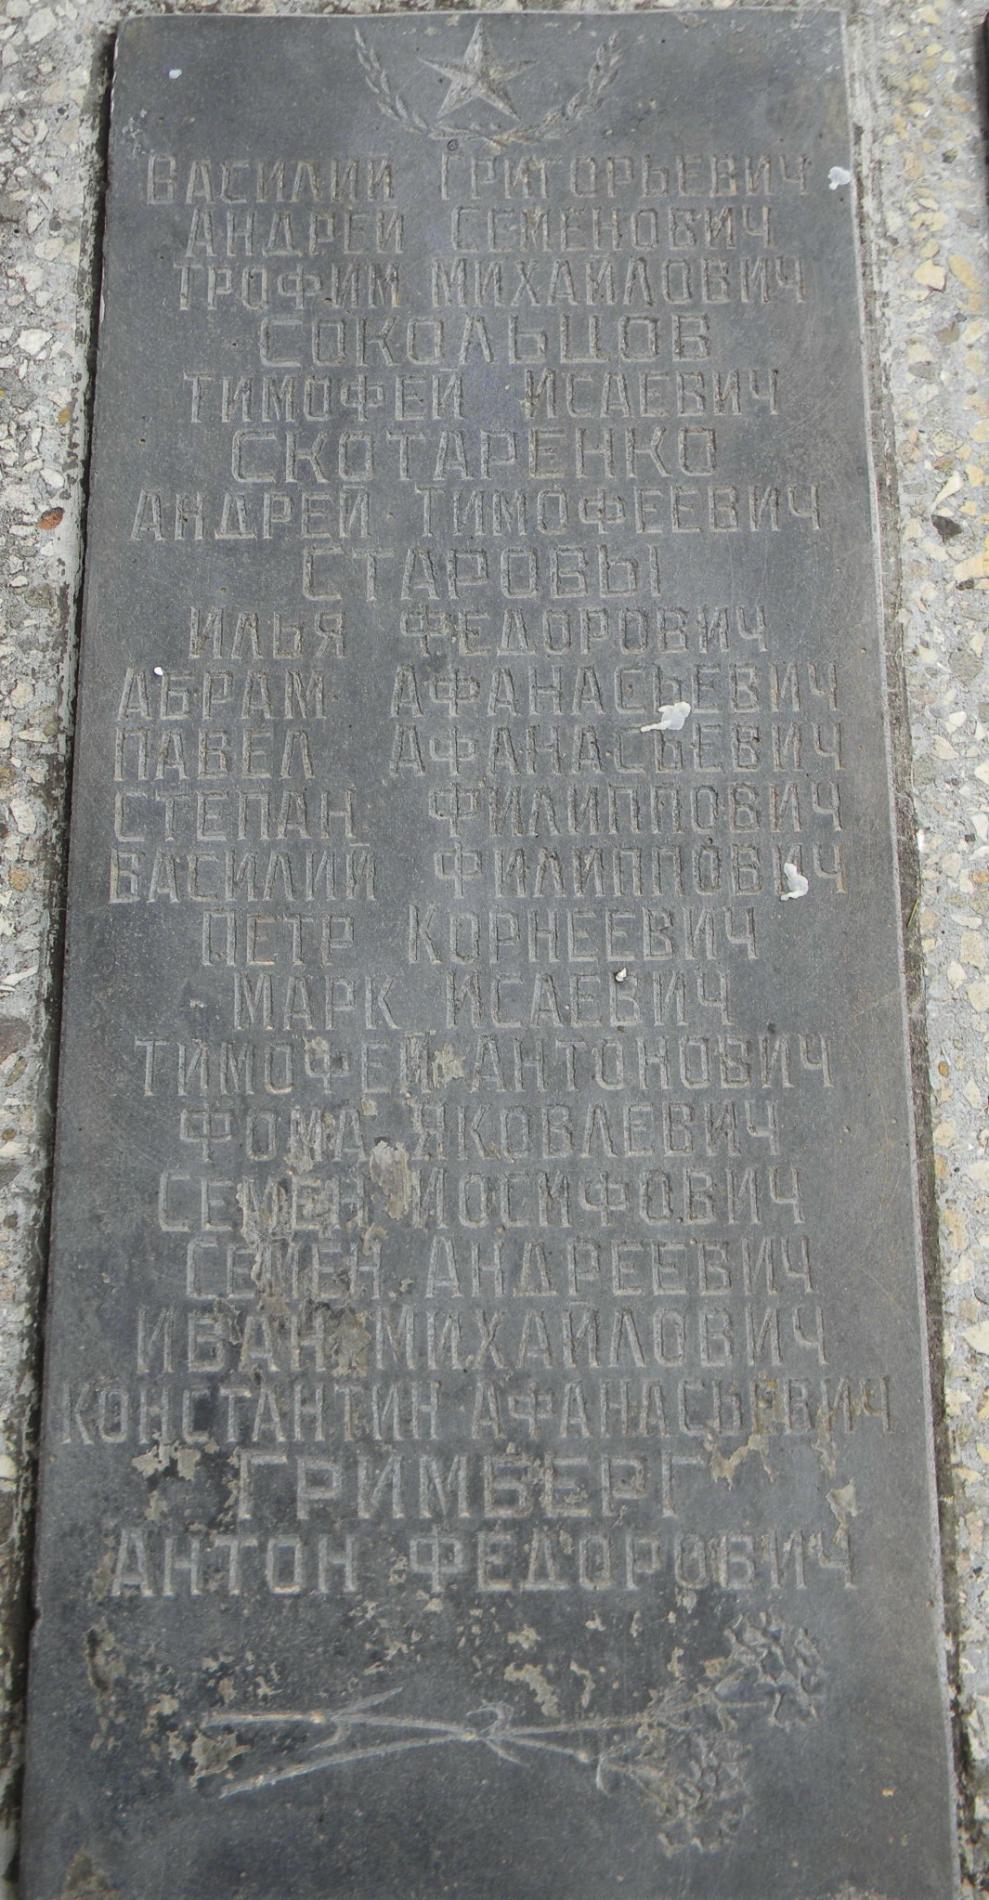 ВАСИЛИЙ ГРИГОРЬЕВИЧ
АНДРЕЙ СЕМЕНОВИЧ
ТРОФИМ МИХАЙЛОВИЧ
СОКОЛЬЦОВ
ТИМОФЕЙ ИСАЕВИЧ
СКОТАРЕНКО
АНДРЕЙ ТИМОФЕЕВИЧ
СТАРОВЫ
ИЛЬЯ ФЕДОРОВИЧ
АБРАМ АФАНАСЬЕВИЧ
ПАВЕЛ АФАНАСЬЕВИЧ
СТЕПАН ФИЛИППОВИЧ
ВАСИЛИЙ ФИЛИППОВИЧ
ПЕТР КОРНЕЕВИЧ
МАРК ИСАЕВИЧ
ТИМОФЕЙ АНТОНОВИЧ
ФОМА ЯКОВЛЕВИЧ
СЕМЕН ИОСИФОВИЧ
СЕМЕН АНДРЕЕВИЧ
ИВАН МИХАЙЛОВИЧ
КОНСТАНТИН АФАНАСЬЕВИЧ
ГРИМБЕРГ
АНТОН ФЕДОРОВИЧ